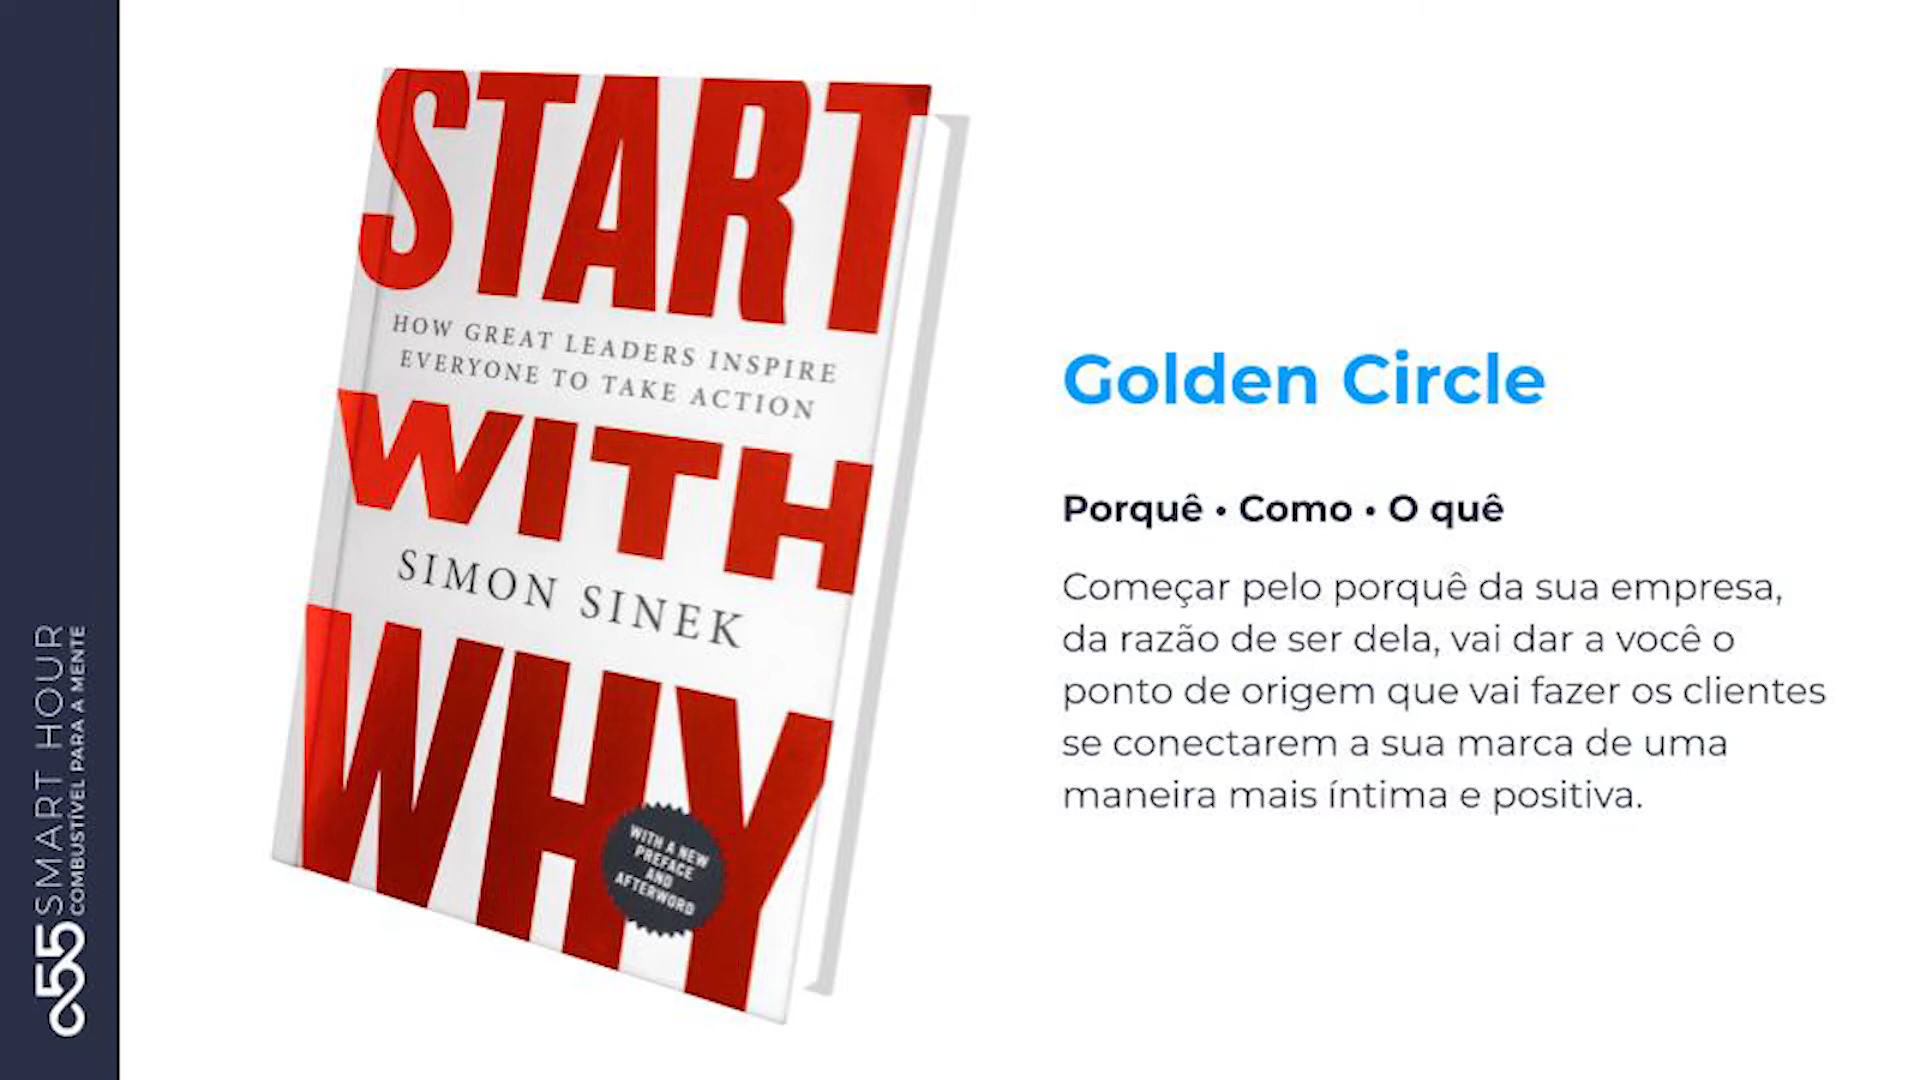 START
HOW GREAT LEADERS INSPIRE
EVERYONE TO TAKE ACTION
WITH
SIMON SINEK
WHY
WITH A NEW
PREFACE
AND
AFTERWORD
Golden Circle
Porquê • Como • O quê
Começar pelo porquê da sua empresa,
da razão de ser dela, vai dar a você o
ponto de origem que vai fazer os clientes
se conectarem a sua marca de uma
maneira mais íntima e positiva.
55 SMART HOUR
COMBUSTÍVEL PARA A MENTE